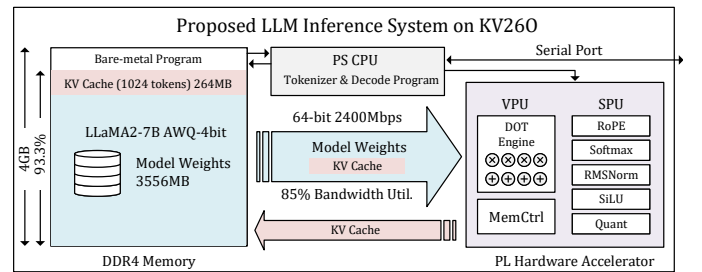 Proposed LLM Inference System on KV260
Bare-metal Program
KV Cache (1024 tokens) 264MB
LLaMA2-7B AWQ-4bit
Model Weights
3556MB
4GB
93.3%
DDR4 Memory
PS CPU
Tokenizer & Decode Program
Serial Port
64-bit 2400Mbps
Model Weights
KV Cache
85% Bandwidth Util.
KV Cache
VPU
DOT
Engine
MemCtrl
SPU
RoPE
Softmax
RMSNorm
SiLU
Quant
PL Hardware Accelerator